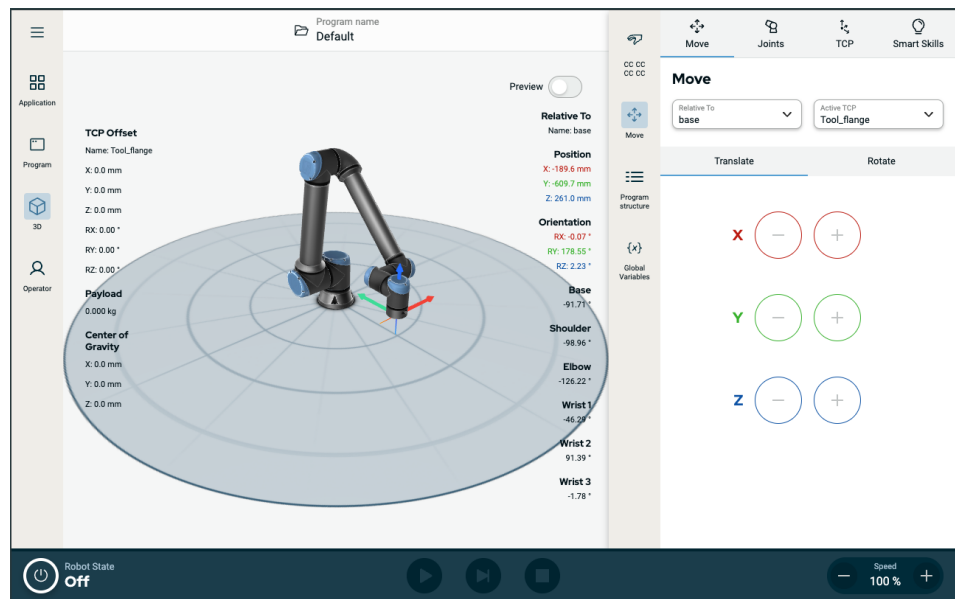 Program name
Default
Application
Program
3D
Operator
Preview
TCP Offset
Name: Tool_flange
X: 0.0 mm
Y: 0.0 mm
Z: 0.0 mm
RX: 0.00 °
RY: 0.00 °
RZ: 0.00 °
Payload
0.000 kg
Center of
Gravity
X: 0.0 mm
Y: 0.0 mm
Z: 0.0 mm
Relative To
Name: base
Position
X: -189.6 mm
Y: -609.7 mm
Z: 261.0 mm
Orientation
RX: -0.07 °
RY: 178.55 °
RZ: 2.23 °
Base
-91.71 °
Shoulder
-98.96 °
Elbow
-126.22 °
Wrist 1
-46.29 °
Wrist 2
91.39 °
Wrist 3
-1.78 °
CC CC
CC CC
Move
Program
structure
{x}
Global
Variables
Move
Joints
TCP
Smart Skills
Move
Relative To
base
Active TCP
Tool_flange
Translate
Rotate
X − +
Y − +
Z − +
Robot State
Off
Speed
− 100 % +